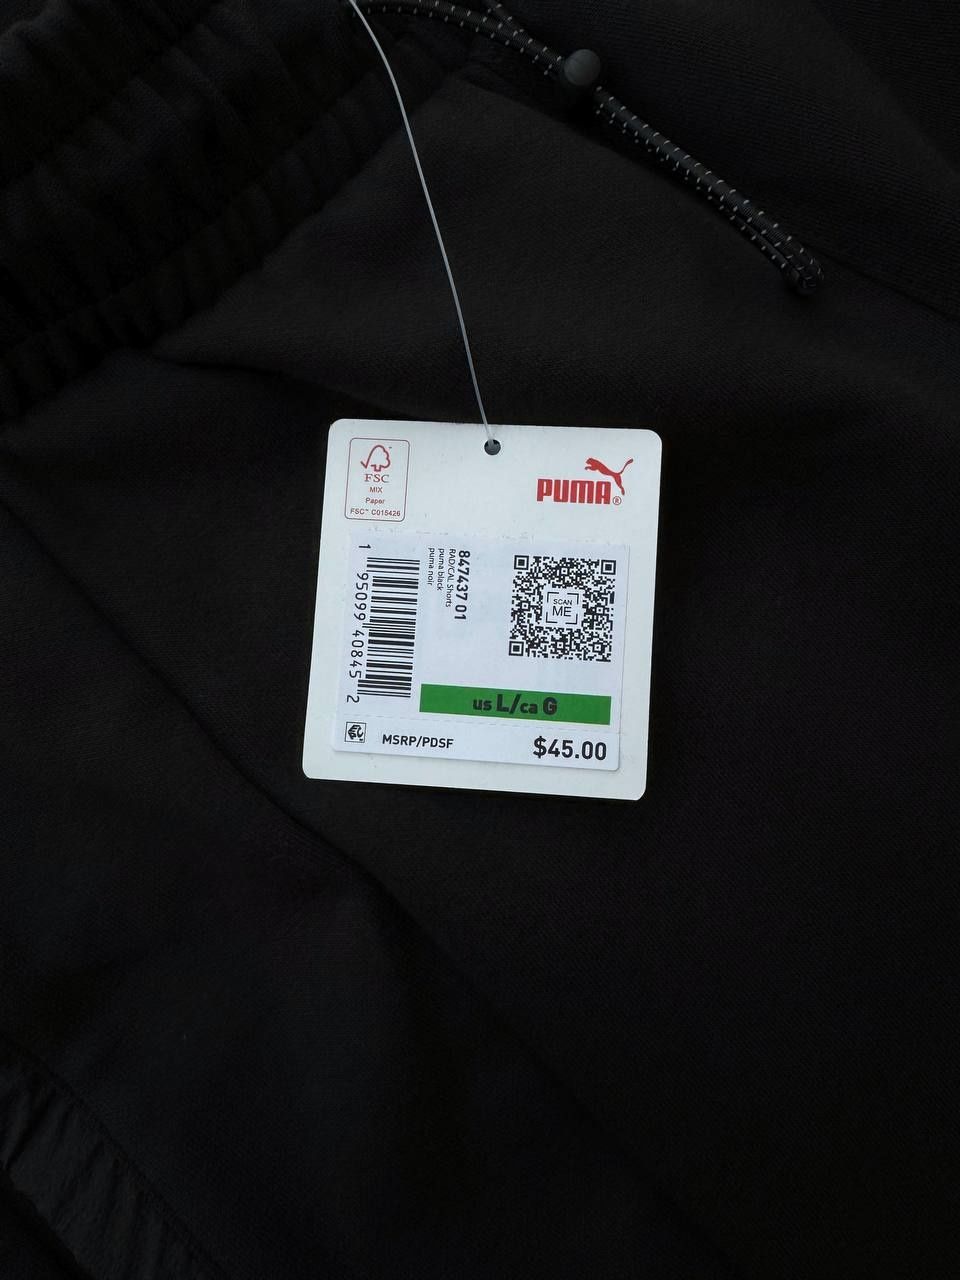 FSC™
MIX
Paper
FSC™ C015426
PUMA®
847437 01
RAD/CAL Shorts
puma black
puma noir
1 95099 40845 2
SCAN
ME
us L/ca G
MSRP/PDSF
$45.00